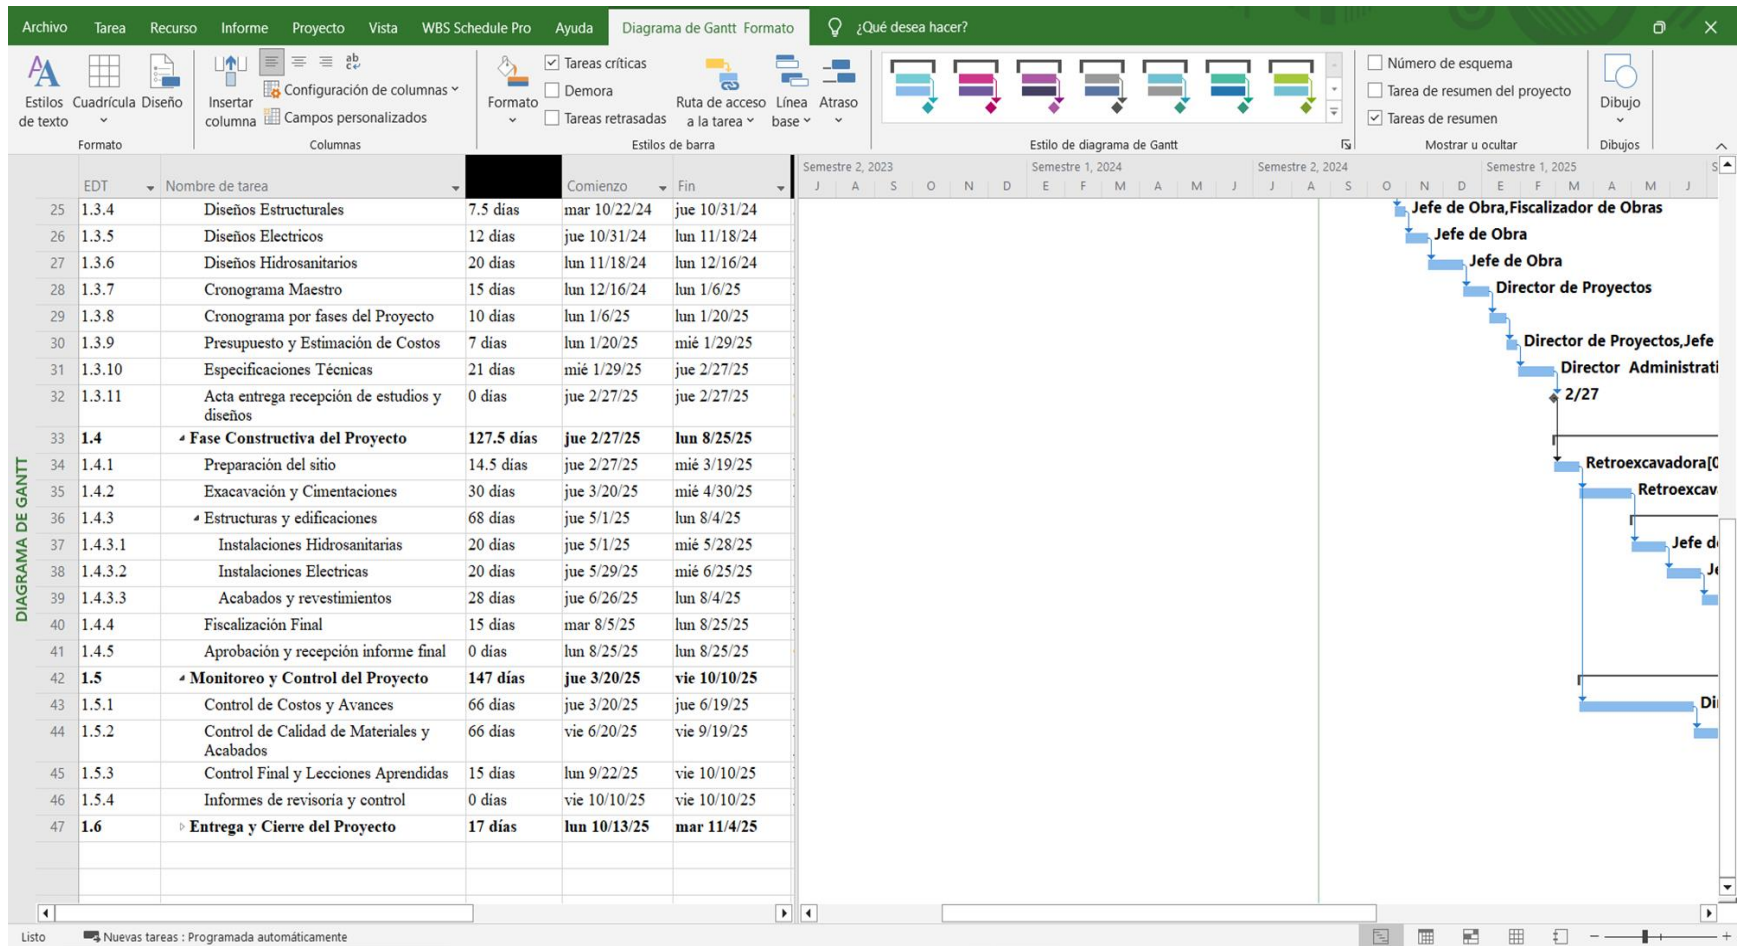 Archivo Tarea Recurso Informe Proyecto Vista WBS Schedule Pro Ayuda Diagrama de Gantt Formato ¿Qué desea hacer?
Estilos de texto
Cuadrícula
Diseño
Formato
Insertar columna
ab
Configuración de columnas
Campos personalizados
Columnas
Formato
Tareas críticas
Demora
Tareas retrasadas
Ruta de acceso a la tarea
Línea base
Atraso
Estilos de barra
Estilo de diagrama de Gantt
Número de esquema
Tarea de resumen del proyecto
Tareas de resumen
Mostrar u ocultar
Dibujo
Dibujos
DIAGRAMA DE GANTT
EDT Nombre de tarea Comienzo Fin
25 1.3.4 Diseños Estructurales 7.5 días mar 10/22/24 jue 10/31/24
26 1.3.5 Diseños Electricos 12 días jue 10/31/24 lun 11/18/24
27 1.3.6 Diseños Hidrosanitarios 20 días lun 11/18/24 lun 12/16/24
28 1.3.7 Cronograma Maestro 15 días lun 12/16/24 lun 1/6/25
29 1.3.8 Cronograma por fases del Proyecto 10 días lun 1/6/25 lun 1/20/25
30 1.3.9 Presupuesto y Estimación de Costos 7 días lun 1/20/25 mié 1/29/25
31 1.3.10 Especificaciones Técnicas 21 días mié 1/29/25 jue 2/27/25
32 1.3.11 Acta entrega recepción de estudios y 0 días jue 2/27/25 jue 2/27/25
diseños
33 1.4 Fase Constructiva del Proyecto 127.5 días jue 2/27/25 lun 8/25/25
34 1.4.1 Preparación del sitio 14.5 días jue 2/27/25 mié 3/19/25
35 1.4.2 Exacavación y Cimentaciones 30 días jue 3/20/25 mié 4/30/25
36 1.4.3 Estructuras y edificaciones 68 días jue 5/1/25 lun 8/4/25
37 1.4.3.1 Instalaciones Hidrosanitarias 20 días jue 5/1/25 mié 5/28/25
38 1.4.3.2 Instalaciones Electricas 20 días jue 5/29/25 mié 6/25/25
39 1.4.3.3 Acabados y revestimientos 28 días jue 6/26/25 lun 8/4/25
40 1.4.4 Fiscalización Final 15 días mar 8/5/25 lun 8/25/25
41 1.4.5 Aprobación y recepción informe final 0 días lun 8/25/25 lun 8/25/25
42 1.5 Monitoreo y Control del Proyecto 147 días jue 3/20/25 vie 10/10/25
43 1.5.1 Control de Costos y Avances 66 días jue 3/20/25 jue 6/19/25
44 1.5.2 Control de Calidad de Materiales y 66 días vie 6/20/25 vie 9/19/25
Acabados
45 1.5.3 Control Final y Lecciones Aprendidas 15 días lun 9/22/25 vie 10/10/25
46 1.5.4 Informes de revisoría y control 0 días vie 10/10/25 vie 10/10/25
47 1.6 Entrega y Cierre del Proyecto 17 días lun 10/13/25 mar 11/4/25
Semestre 2, 2023 Semestre 1, 2024 Semestre 2, 2024 Semestre 1, 2025 S
J A S O N D E F M A M J J A S O N D E F M A M J
Jefe de Obra,Fiscalizador de Obras
Jefe de Obra
Jefe de Obra
Director de Proyectos
Director de Proyectos,Jefe
Director Administrati
2/27
Retroexcavadora[0
Retroexcav
Jefe d
Je
Di
Listo Nuevas tareas : Programada automáticamente